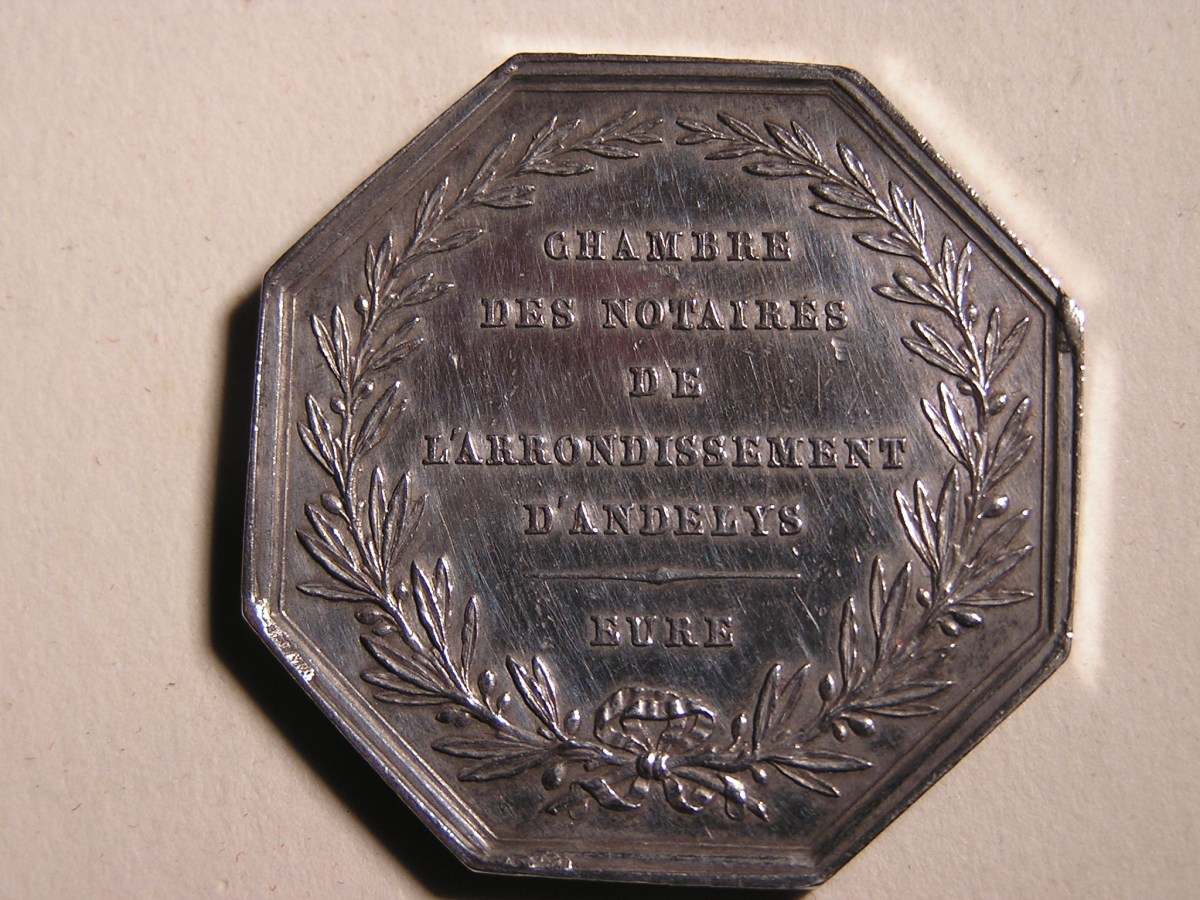 CHAMBRE
DES NOTAIRES
DE
L'ARRONDISSEMENT
D'ANDELYS
EURE